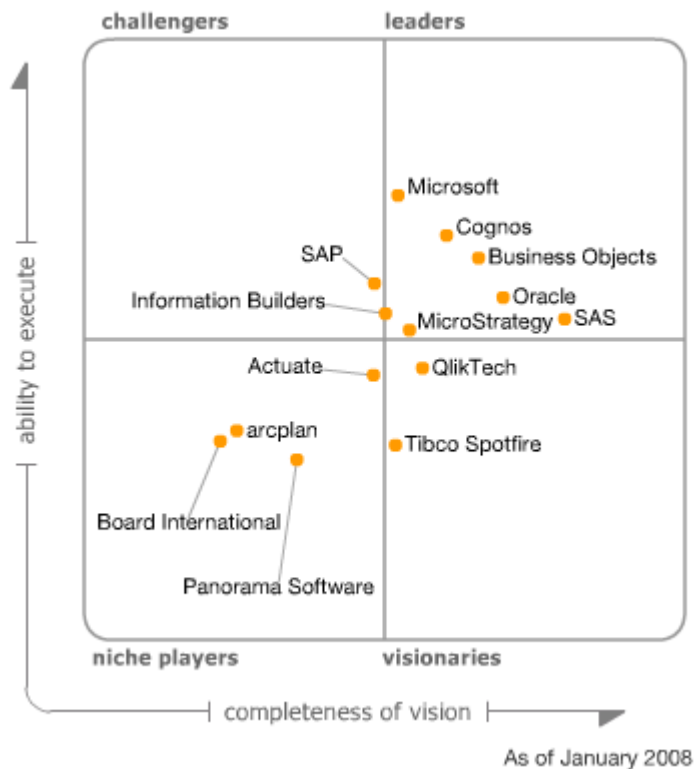 challengers
leaders
Microsoft
Cognos
SAP
Business Objects
Information Builders
Oracle
MicroStrategy
SAS
Actuate
QlikTech
arcplan
Tibco Spotfire
Board International
Panorama Software
niche players
visionaries
ability to execute
completeness of vision
As of January 2008